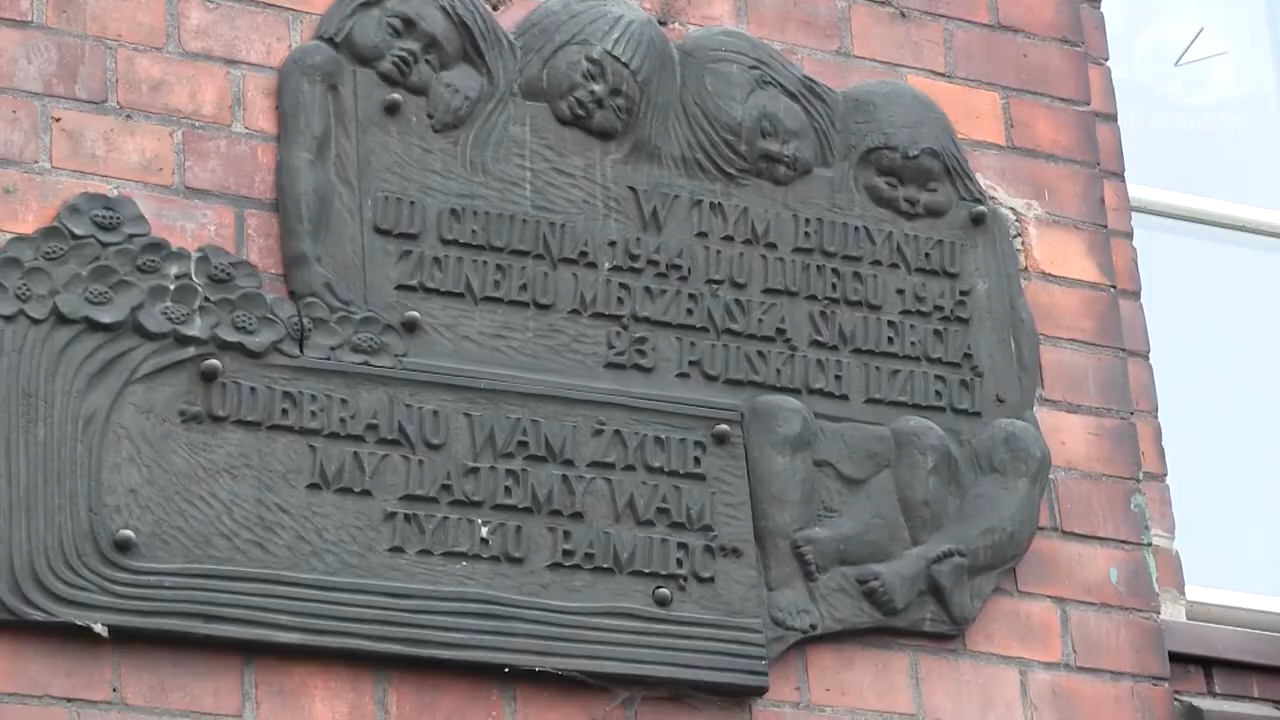 W TYM BUDYNKU
OD GRUDNIA 1944 DO LUTEGO 1945
ZGINĘŁO MĘCZEŃSKĄ ŚMIERCIĄ
23 POLSKICH DZIECI
„ODEBRANO WAM ŻYCIE
MY DAJEMY WAM
TYLKO PAMIĘĆ”